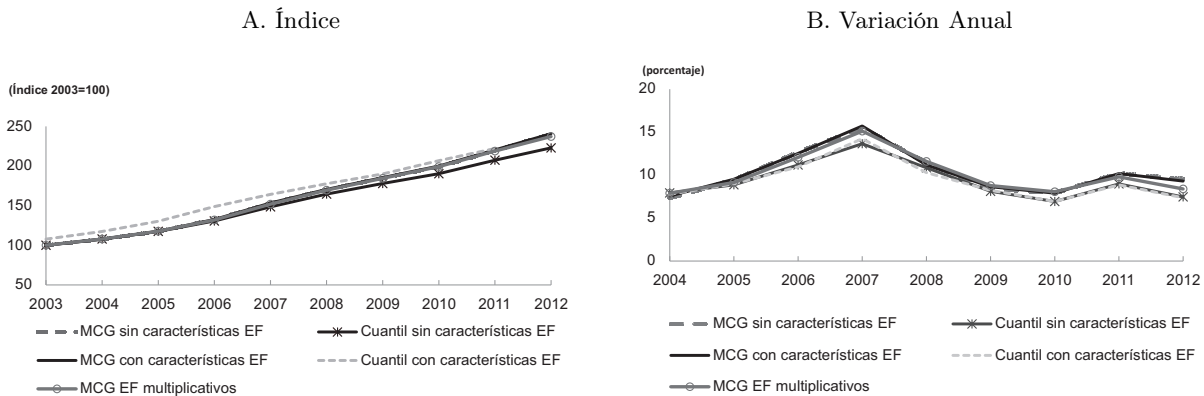 A. Índice
(Índice 2003=100)
250
200
150
100
50
2003 2004 2005 2006 2007 2008 2009 2010 2011 2012
MCG sin características EF
Cuantil sin características EF
MCG con características EF
Cuantil con características EF
MCG EF multiplicativos
B. Variación Anual
(porcentaje)
20
15
10
5
0
2004 2005 2006 2007 2008 2009 2010 2011 2012
MCG sin características EF
Cuantil sin características EF
MCG con características EF
Cuantil con características EF
MCG EF multiplicativos